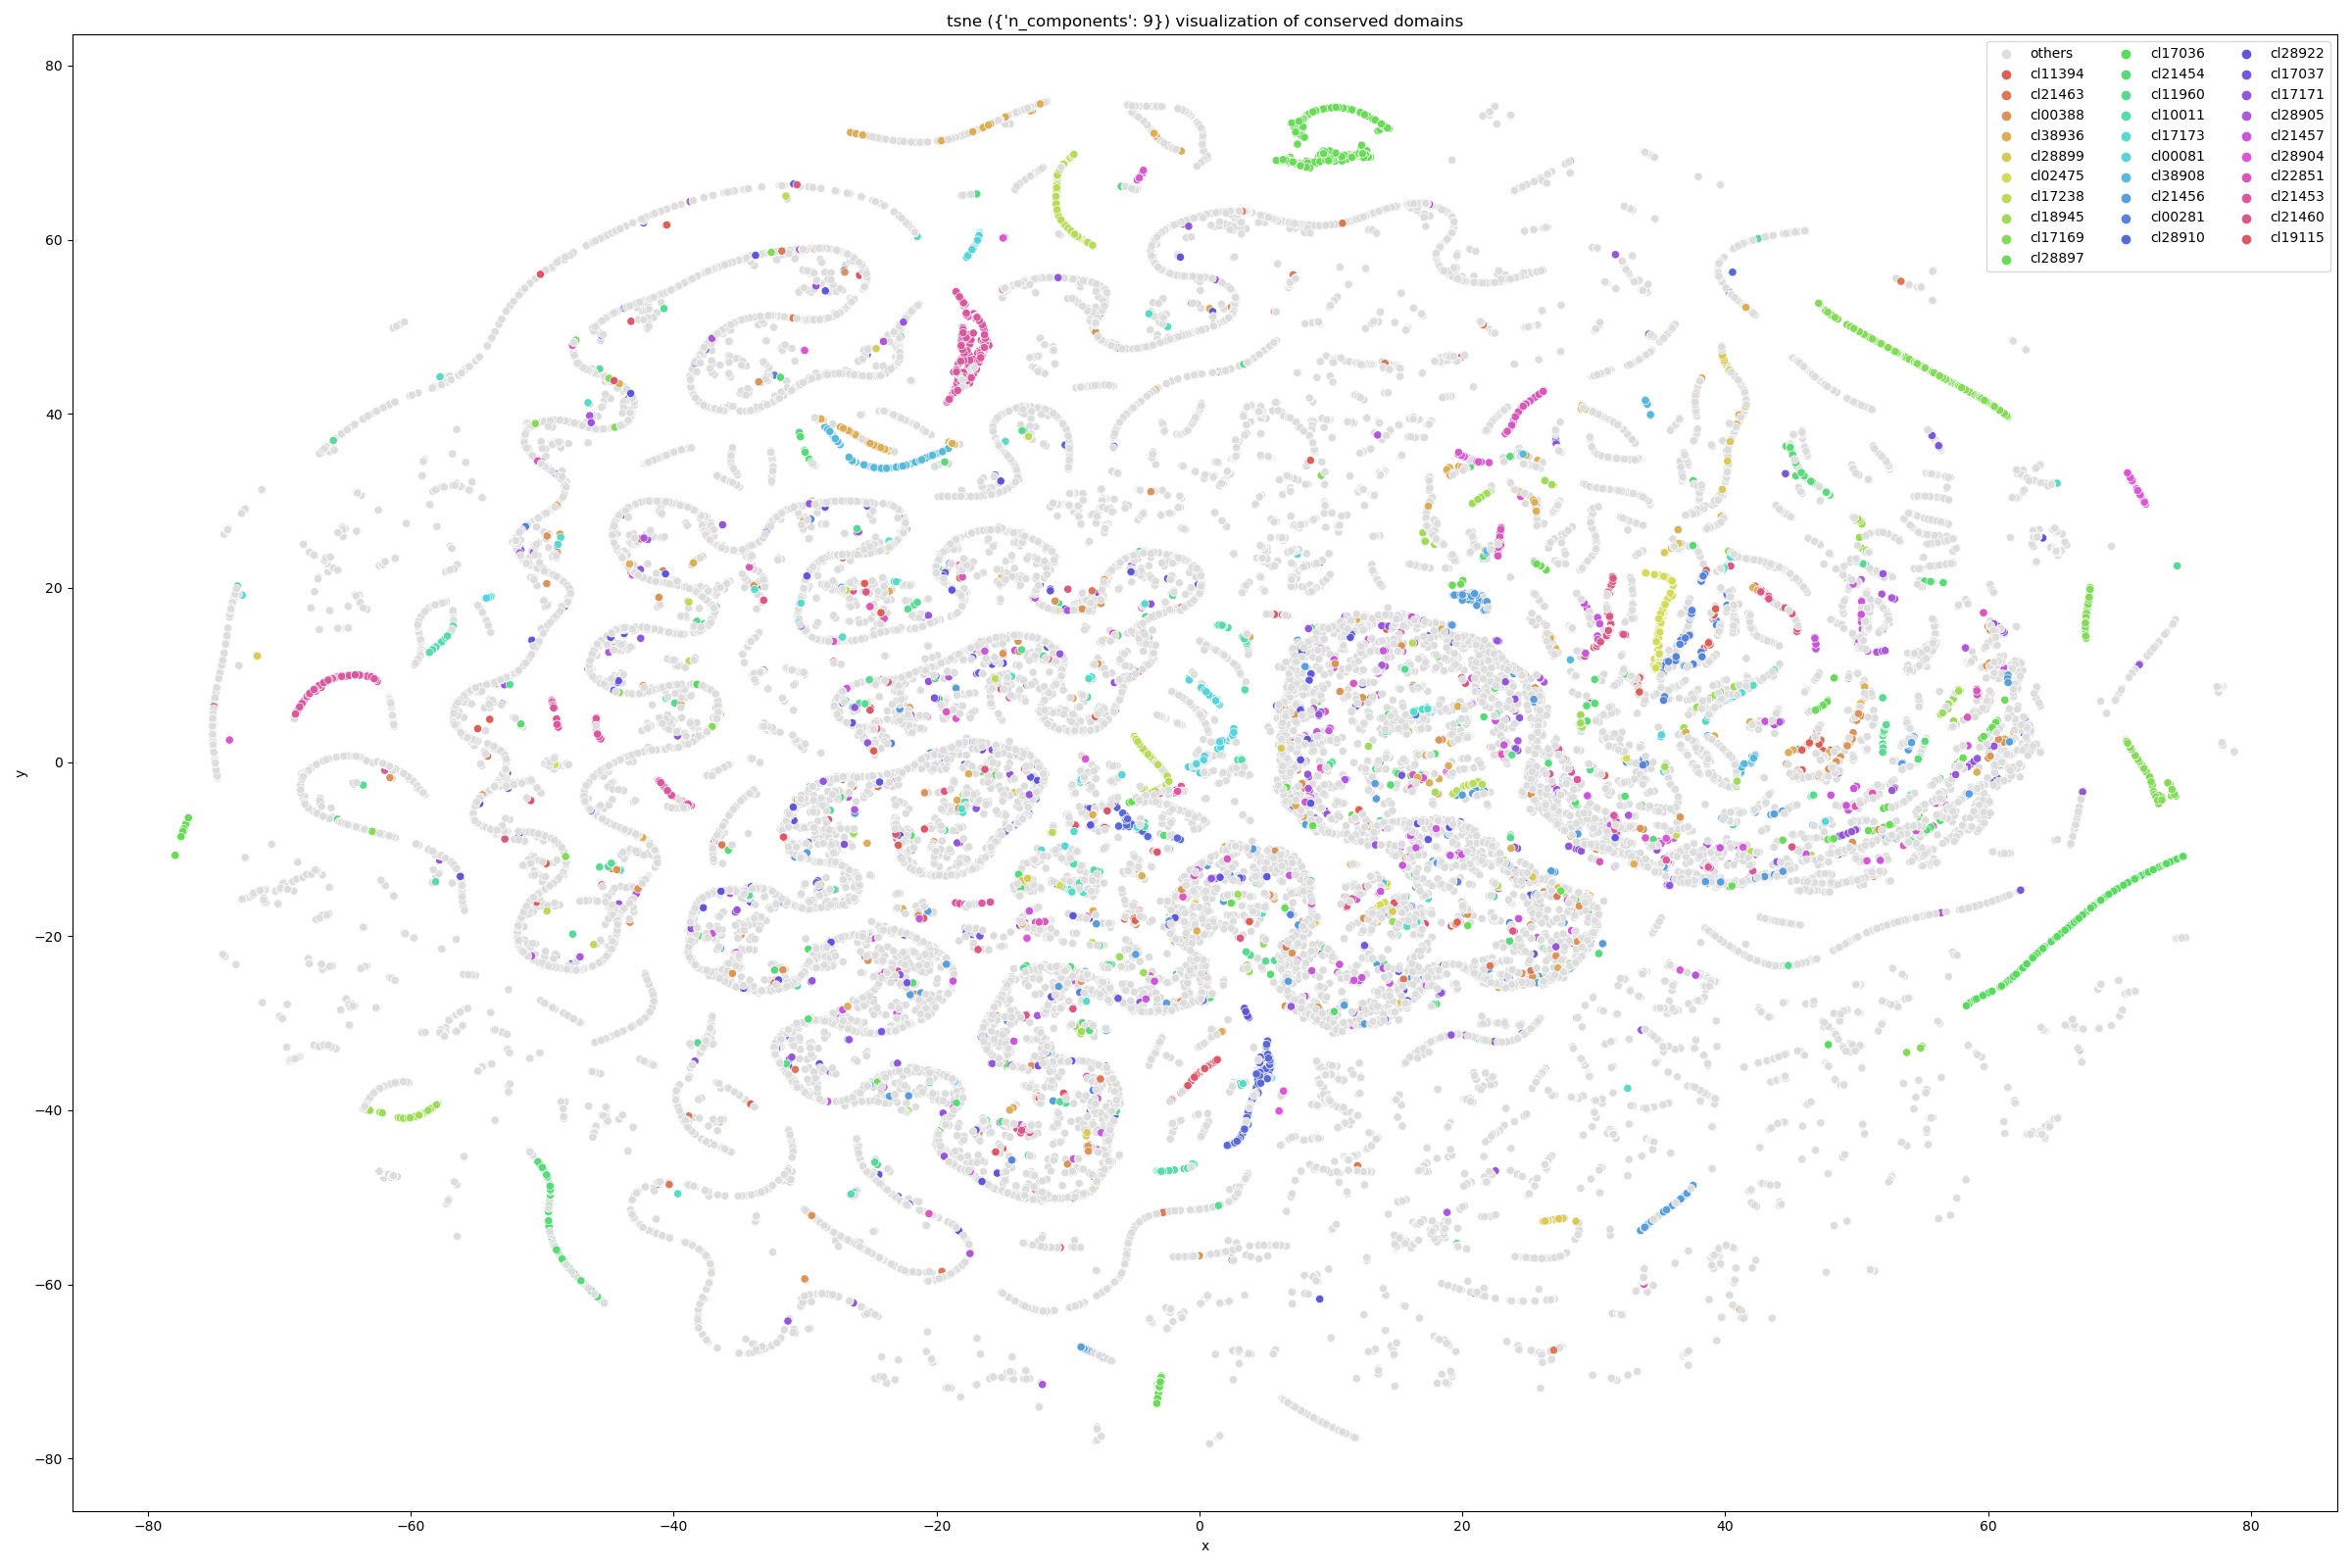 tsne ({'n_components': 9}) visualization of conserved domains
80
60
40
20
0
−20
−40
−60
−80
y
−80
−60
−40
−20
0
20
40
60
80
x
others
cl11394
cl21463
cl00388
cl38936
cl28899
cl02475
cl17238
cl18945
cl17169
cl28897
cl17036
cl21454
cl11960
cl10011
cl17173
cl00081
cl38908
cl21456
cl00281
cl28910
cl28922
cl17037
cl17171
cl28905
cl21457
cl28904
cl22851
cl21453
cl21460
cl19115